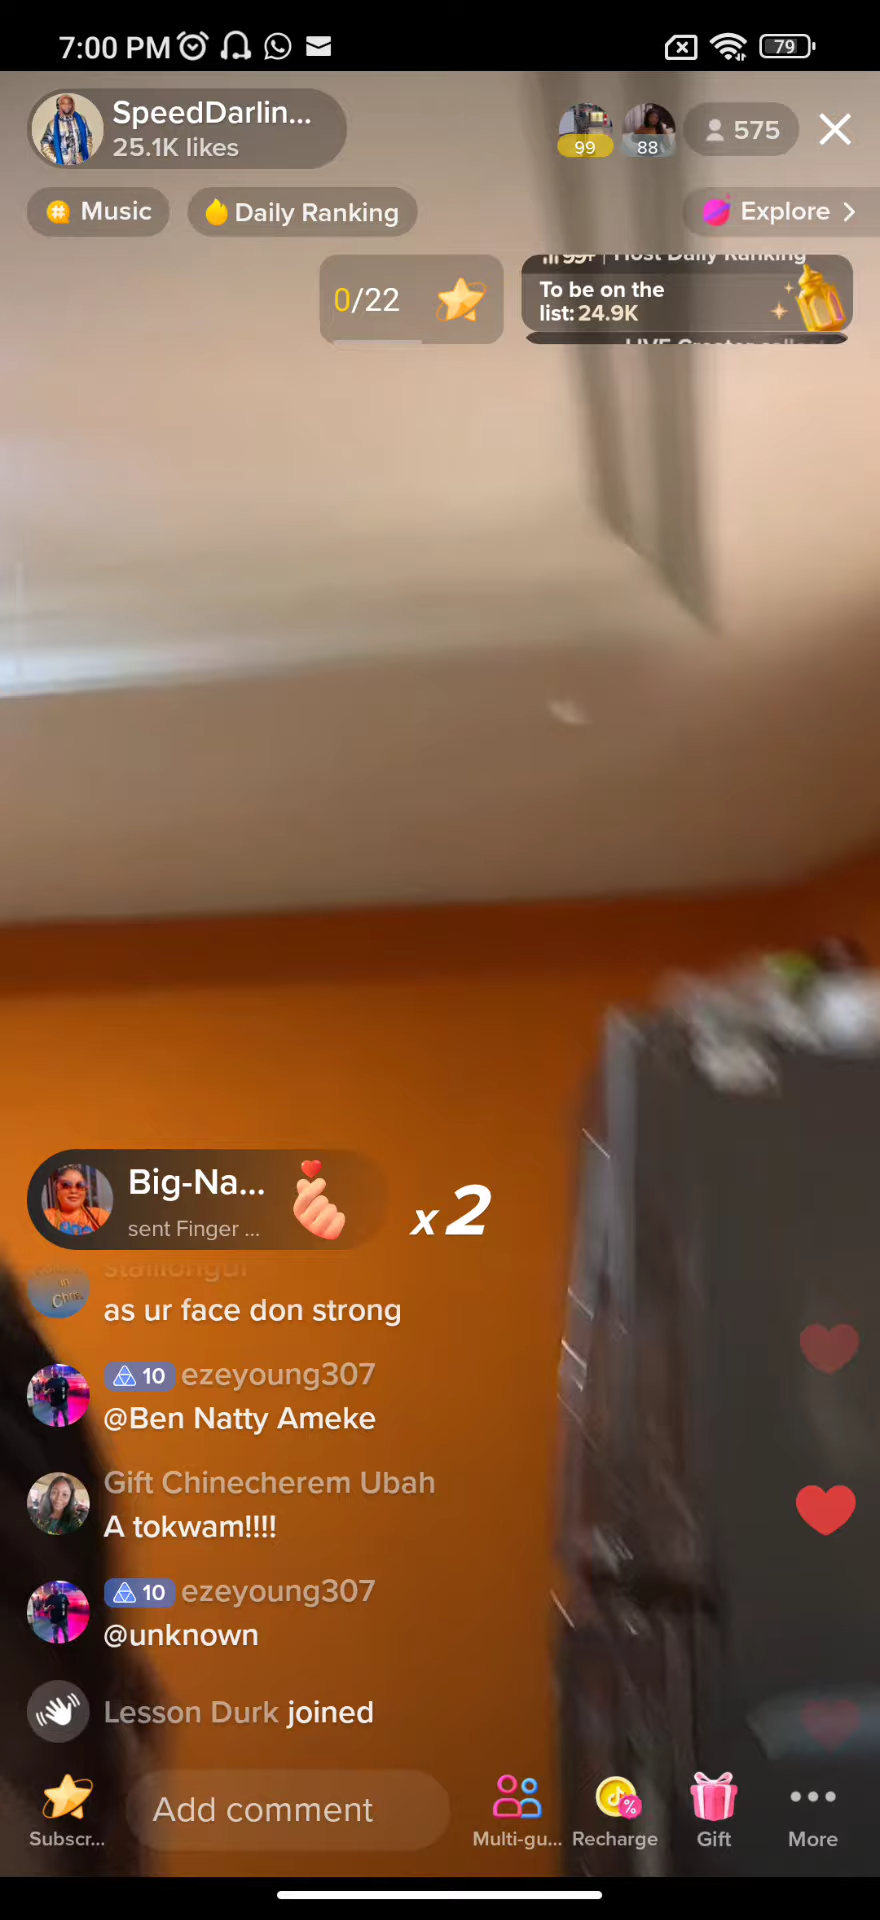 7:00 PM
79
SpeedDarlin...
25.1K likes
99
88
575
Music
Daily Ranking
Explore
0/22
To be on the
list: 24.9K
Big-Na...
sent Finger ...
x2
in
as ur face don strong
10 ezeyoung307
@Ben Natty Ameke
Gift Chinecherem Ubah
A tokwam!!!!
10 ezeyoung307
@unknown
Lesson Durk joined
Subscr...
Add comment
Multi-gu...
Recharge
Gift
More